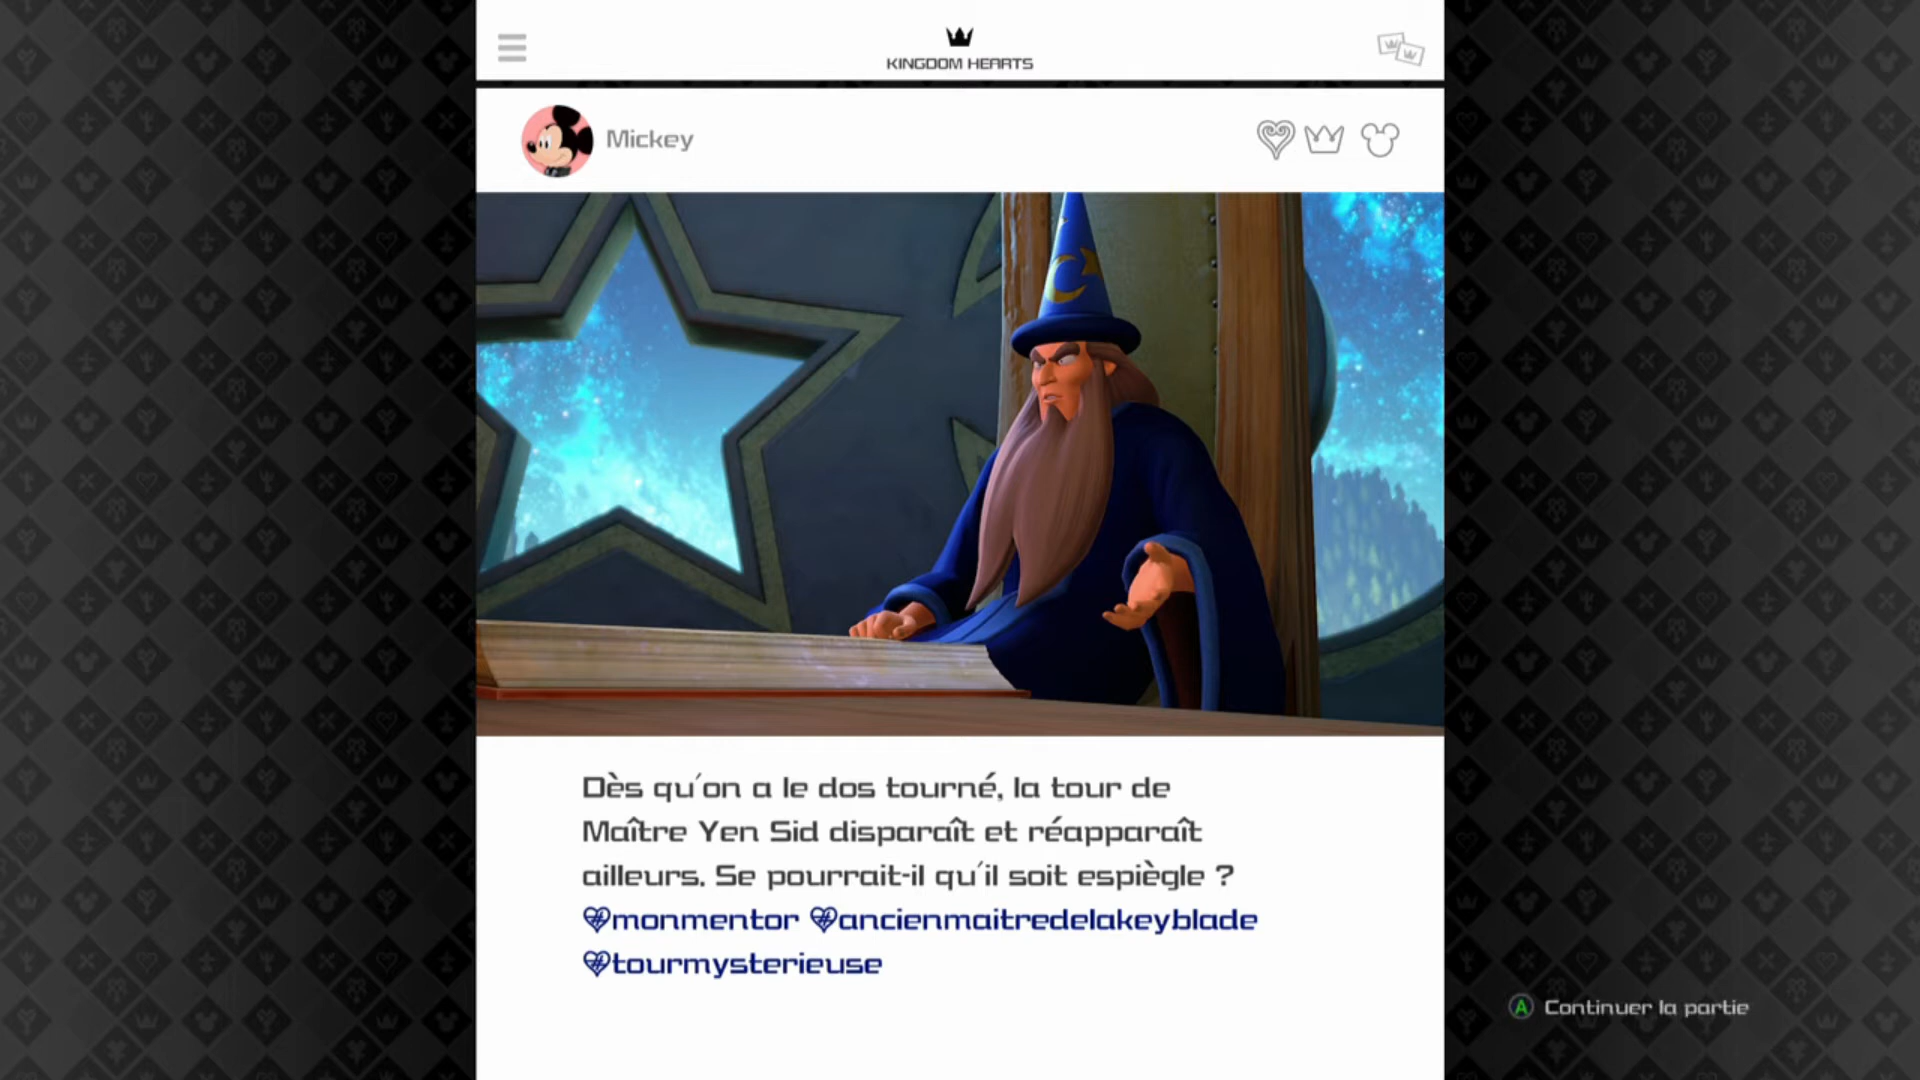 KINGDOM HEARTS
Mickey
Dès qu'on a le dos tourné, la tour de
Maître Yen Sid disparaît et réapparaît
ailleurs. Se pourrait-il qu'il soit espiègle ?
#monmentor #ancienmaitredelakeyblade
#tourmysterieuse
A Continuer la partie